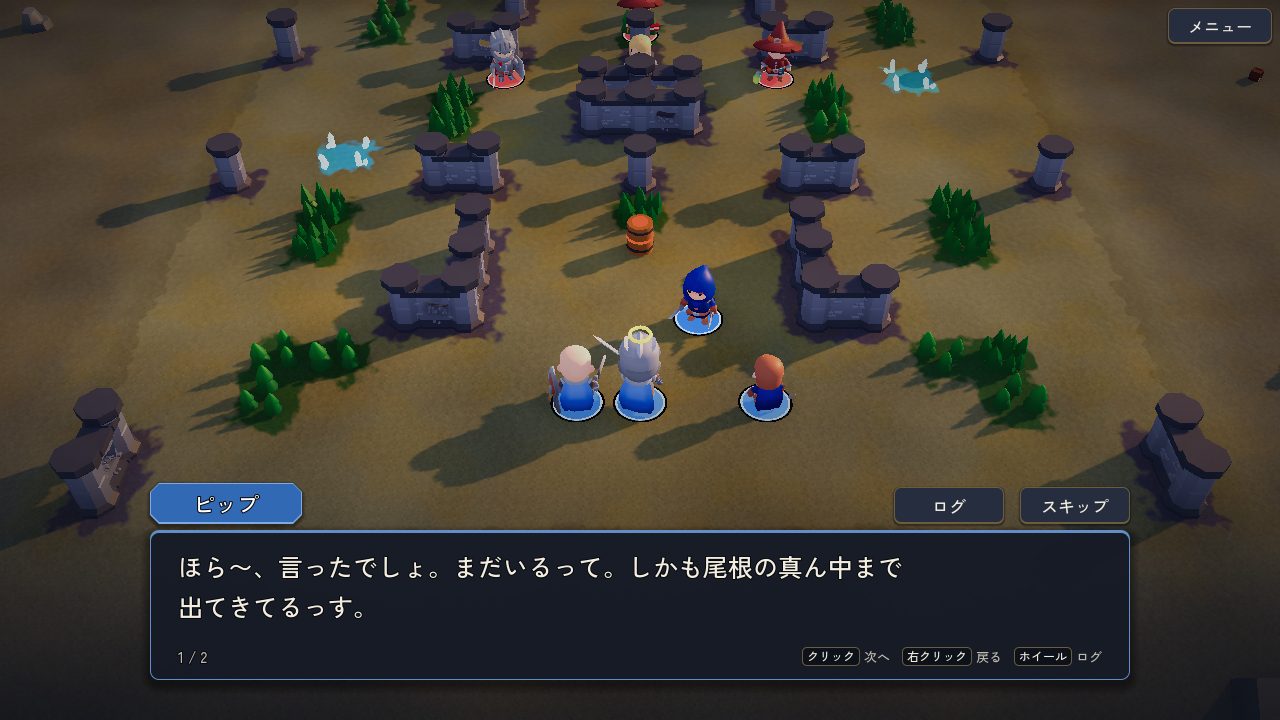 メニュー
ピップ
ログ
スキップ
ほら～、言ったでしょ。まだいるって。しかも尾根の真ん中まで
出てきてるっす。
1 / 2
クリック 次へ 右クリック 戻る ホイール ログ